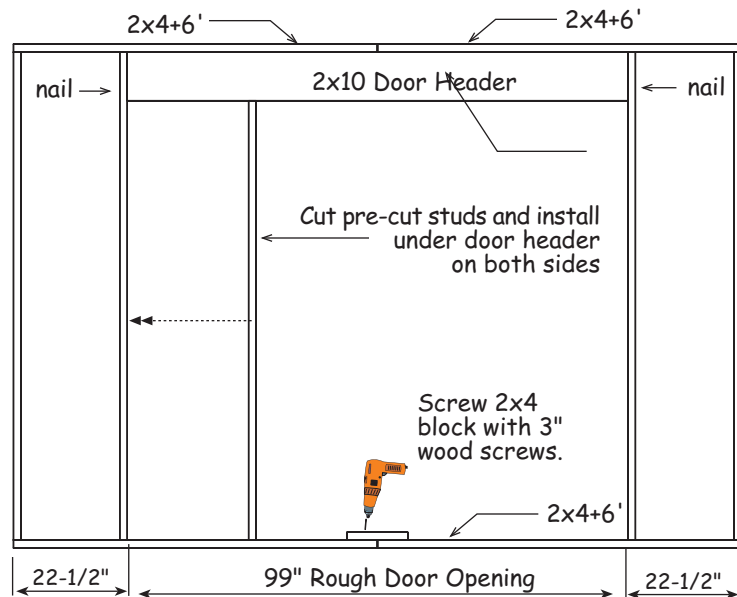 2x4+6'
2x4+6'
nail
2x10 Door Header
nail
Cut pre-cut studs and install
under door header
on both sides
Screw 2x4
block with 3"
wood screws.
2x4+6'
22-1/2"
99" Rough Door Opening
22-1/2"